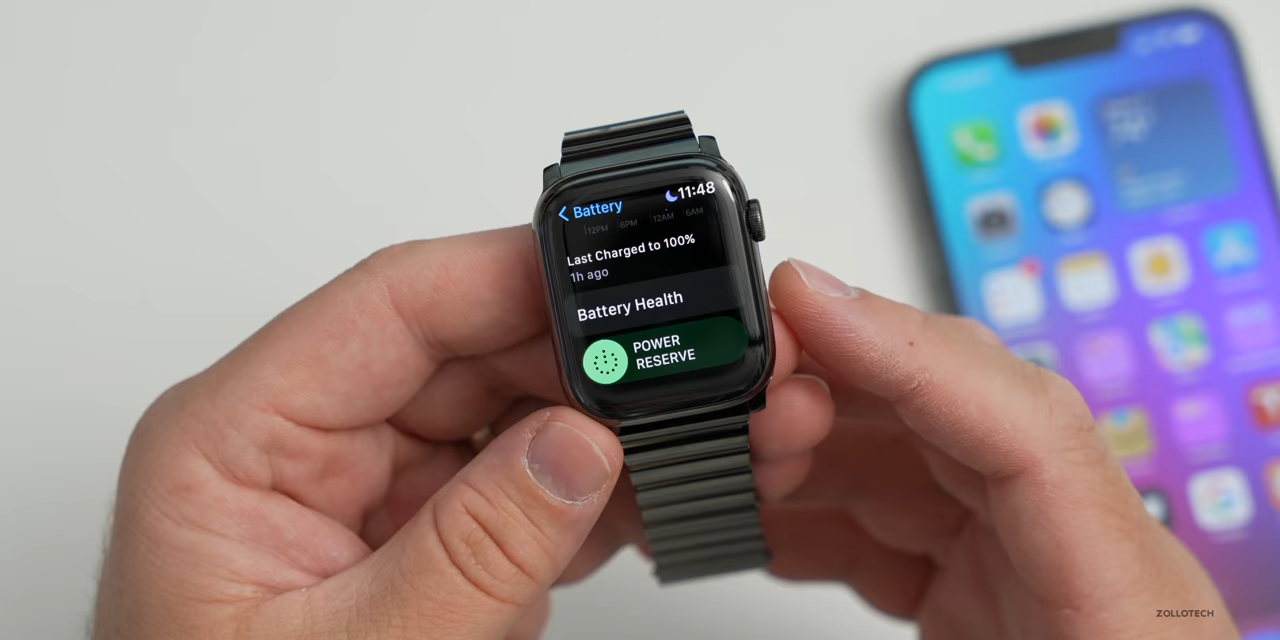 11:48
Battery
12PM 6PM 12AM 6AM
Last Charged to 100%
1h ago
Battery Health
POWER
RESERVE
ZOLLOTECH